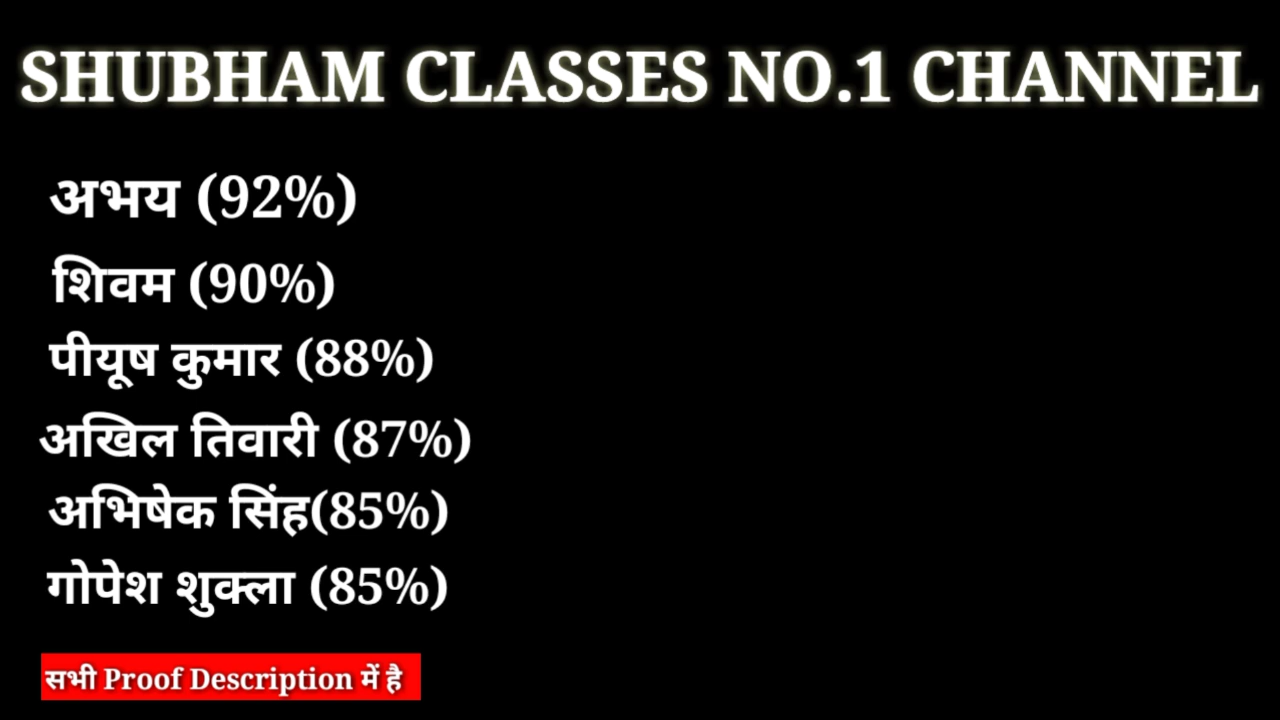 SHUBHAM CLASSES NO.1 CHANNEL
अभय (92%)
शिवम (90%)
पीयूष कुमार (88%)
अखिल तिवारी (87%)
अभिषेक सिंह(85%)
गोपेश शुक्ला (85%)
सभी Proof Description में है